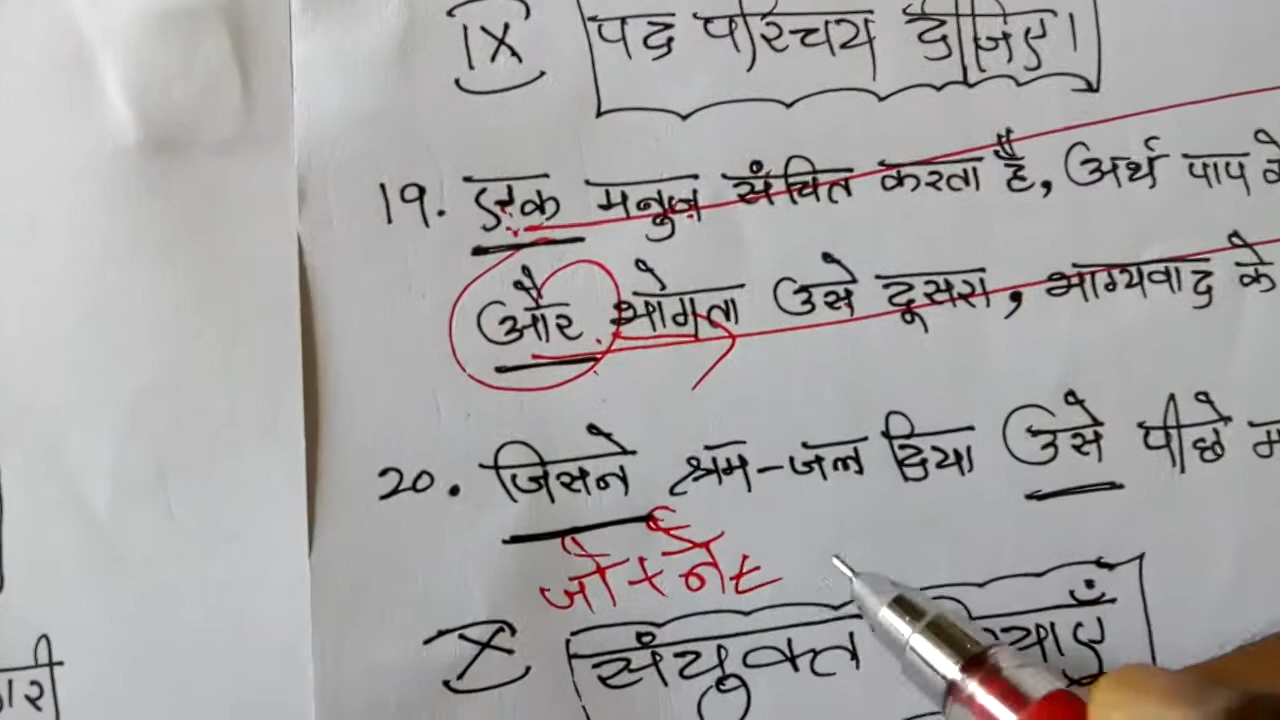 IX पद परिचय दीजिए।
19. एक मनुज संचित करता है, अर्थ पाप के
और भोगता उसे दूसरा, भाग्यवाद के
20. जिसने श्रम-जल दिया उसे पीछे म
जो+ने
X संयुक्त